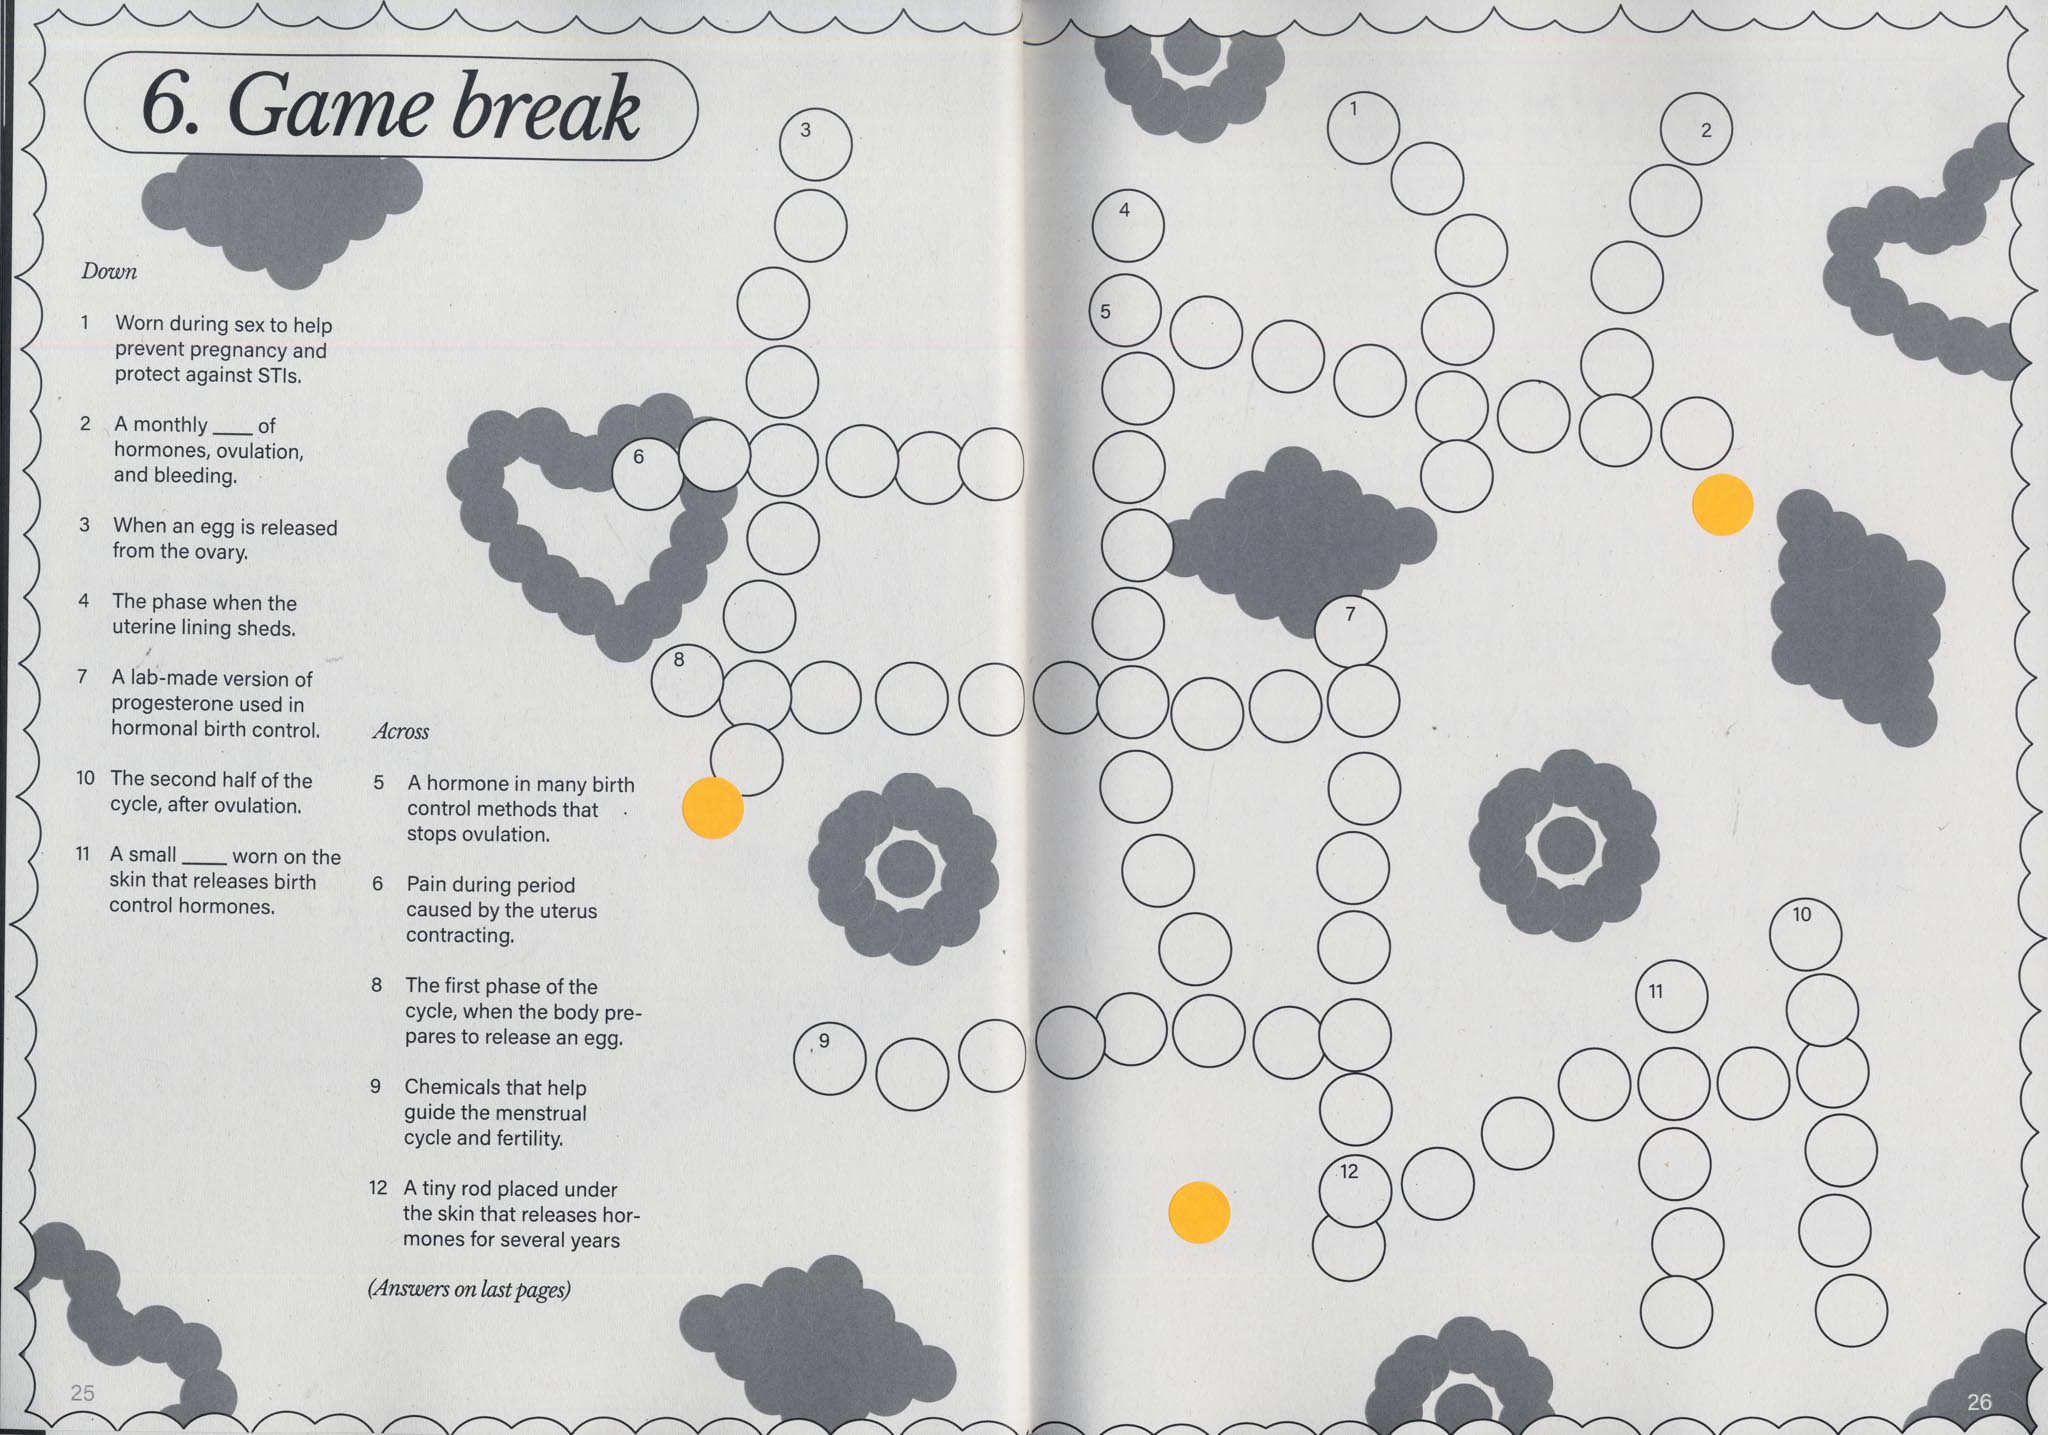 6. Game break
Down
1 Worn during sex to help
prevent pregnancy and
protect against STIs.
2 A monthly ____ of
hormones, ovulation,
and bleeding.
3 When an egg is released
from the ovary.
4 The phase when the
uterine lining sheds.
7 A lab-made version of
progesterone used in
hormonal birth control.
10 The second half of the
cycle, after ovulation.
11 A small ____ worn on the
skin that releases birth
control hormones.
Across
5 A hormone in many birth
control methods that
stops ovulation.
6 Pain during period
caused by the uterus
contracting.
8 The first phase of the
cycle, when the body pre-
pares to release an egg.
9 Chemicals that help
guide the menstrual
cycle and fertility.
12 A tiny rod placed under
the skin that releases hor-
mones for several years
(Answers on last pages)
25
3
6
8
9
1
2
4
5
7
10
11
12
26